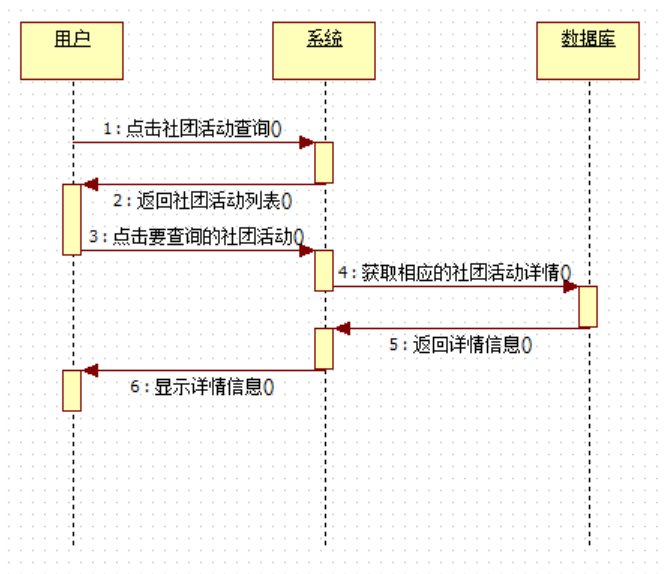 用户
系统
数据库
1：点击社团活动查询()
2：返回社团活动列表()
3：点击要查询的社团活动()
4：获取相应的社团活动详情()
5：返回详情信息()
6：显示详情信息()